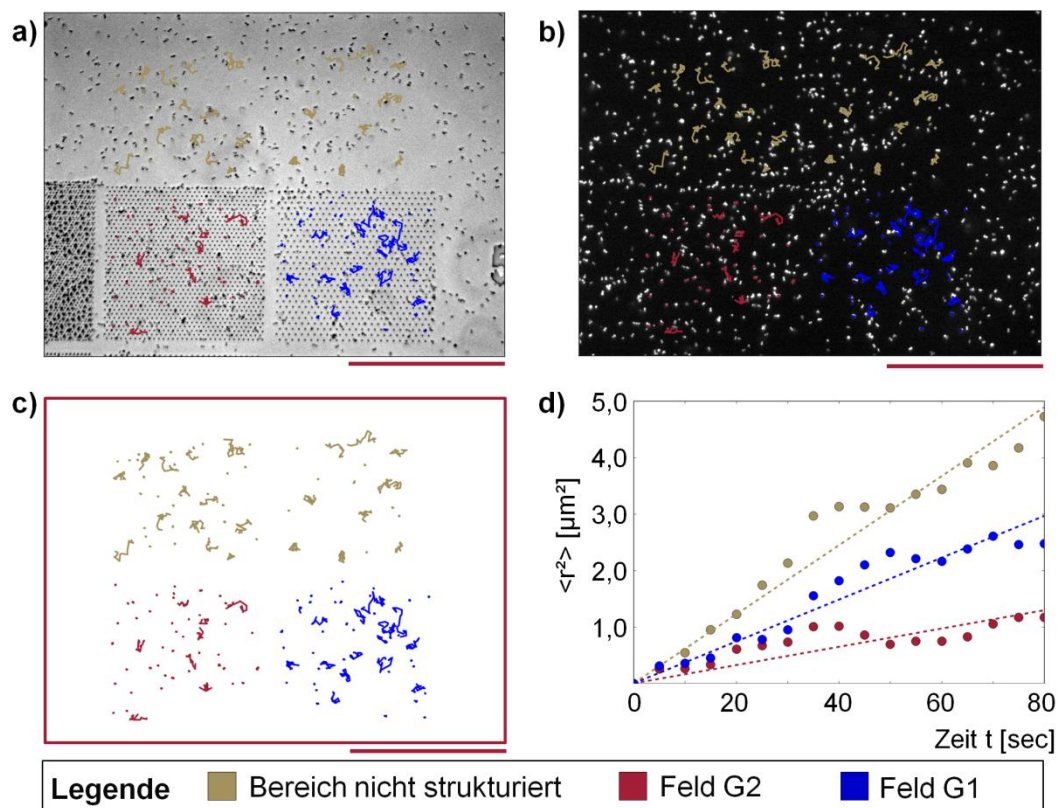 a)
b)
c)
d)
5,0
4,0
3,0
2,0
1,0
<r²> [µm²]
0
20
40
60
80
Zeit t [sec]
Legende
Bereich nicht strukturiert
Feld G2
Feld G1